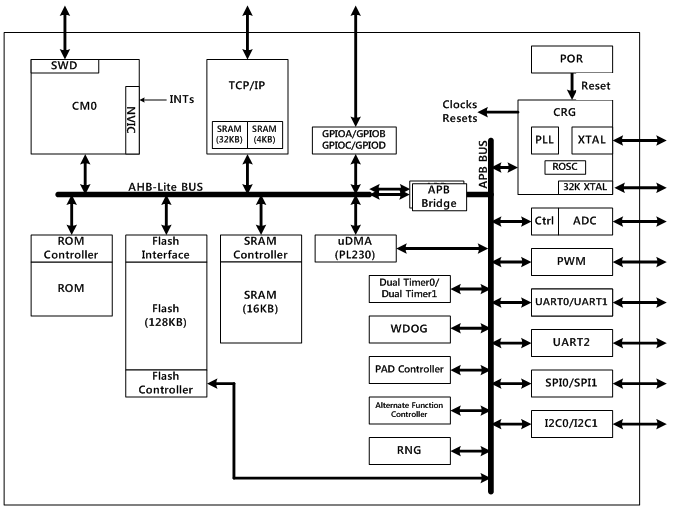 SWD
CM0
NVIC
INTs
TCP/IP
SRAM
(32KB)
SRAM
(4KB)
GPIOA/GPIOB
GPIOC/GPIOD
POR
Reset
Clocks
Resets
CRG
PLL
XTAL
ROSC
32K XTAL
APB BUS
AHB-Lite BUS
APB
Bridge
ROM
Controller
ROM
Flash
Interface
Flash
(128KB)
Flash
Controller
SRAM
Controller
SRAM
(16KB)
uDMA
(PL230)
Dual Timer0/
Dual Timer1
WDOG
PAD Controller
Alternate Function
Controller
RNG
Ctrl
ADC
PWM
UART0/UART1
UART2
SPI0/SPI1
I2C0/I2C1